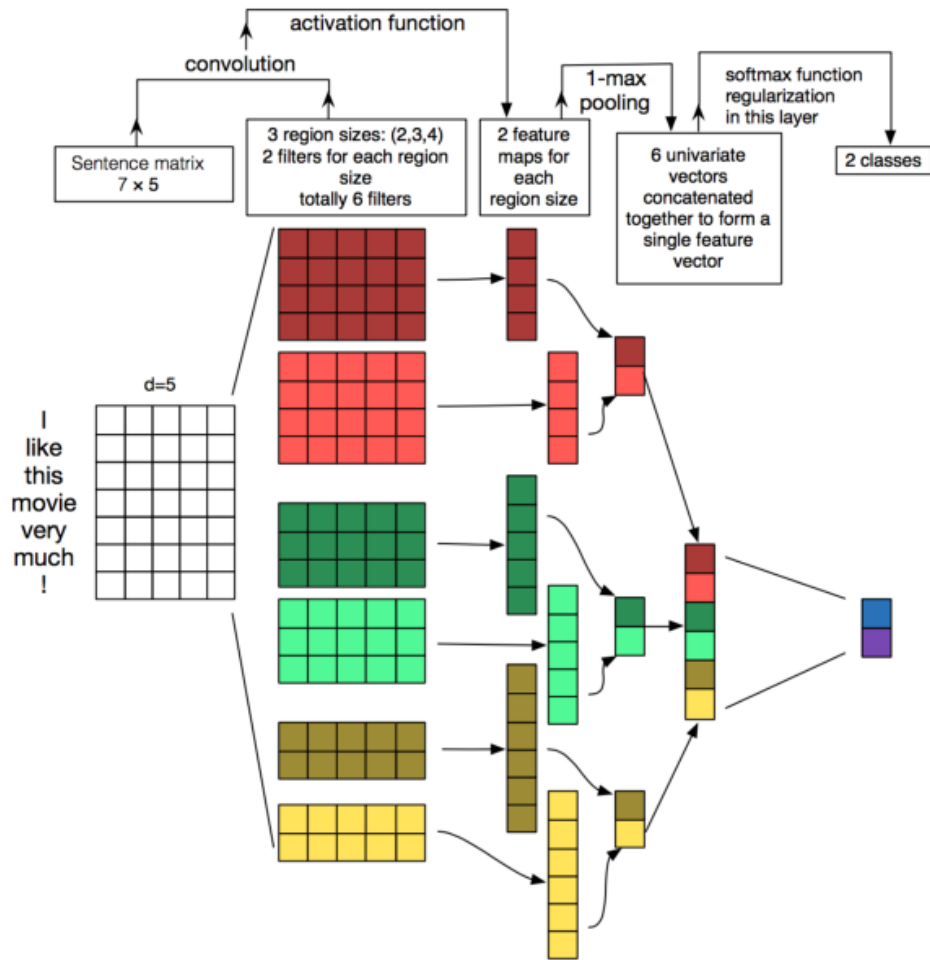 activation function
convolution
1-max
pooling
softmax function
regularization
in this layer
Sentence matrix
7 × 5
3 region sizes: (2,3,4)
2 filters for each region
size
totally 6 filters
2 feature
maps for
each
region size
6 univariate
vectors
concatenated
together to form a
single feature
vector
2 classes
d=5
I
like
this
movie
very
much
!